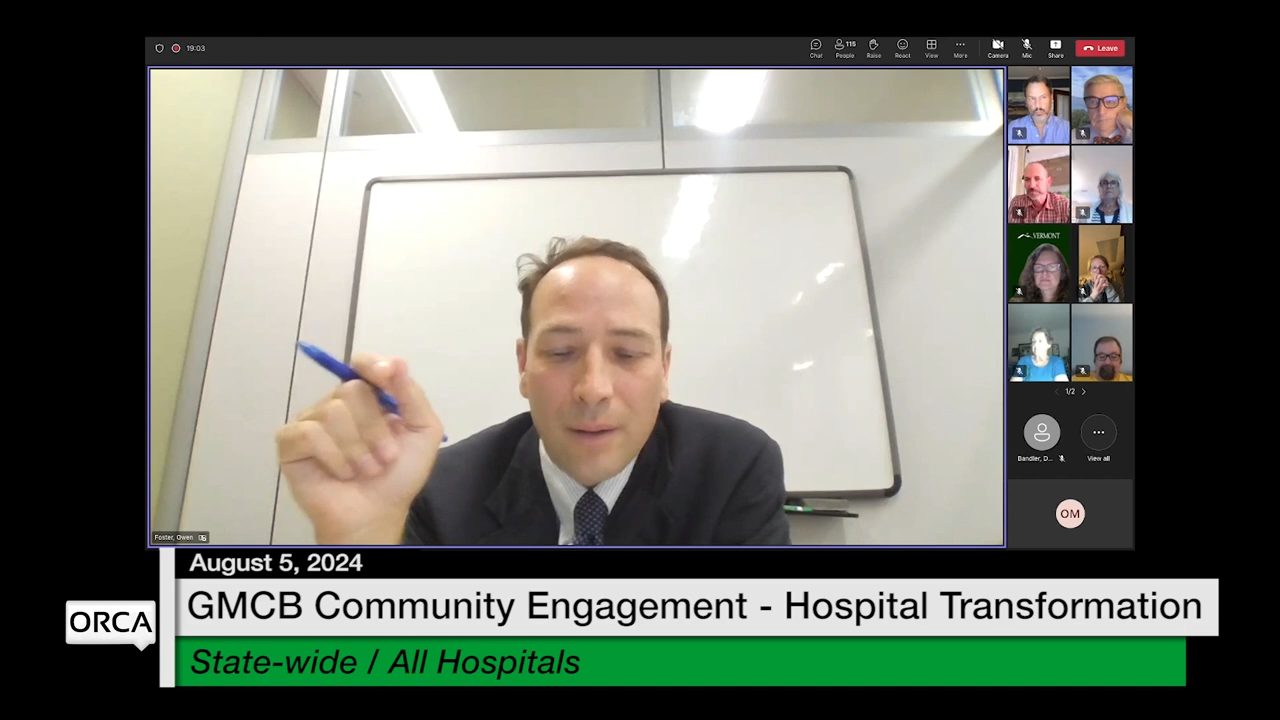 19:03
Chat
115
People
Raise
React
View
More
Camera
Mic
Share
Leave
VERMONT
1/2
Bandler, D...
View all
OM
Foster, Owen
August 5, 2024
ORCA
GMCB Community Engagement - Hospital Transformation
State-wide / All Hospitals